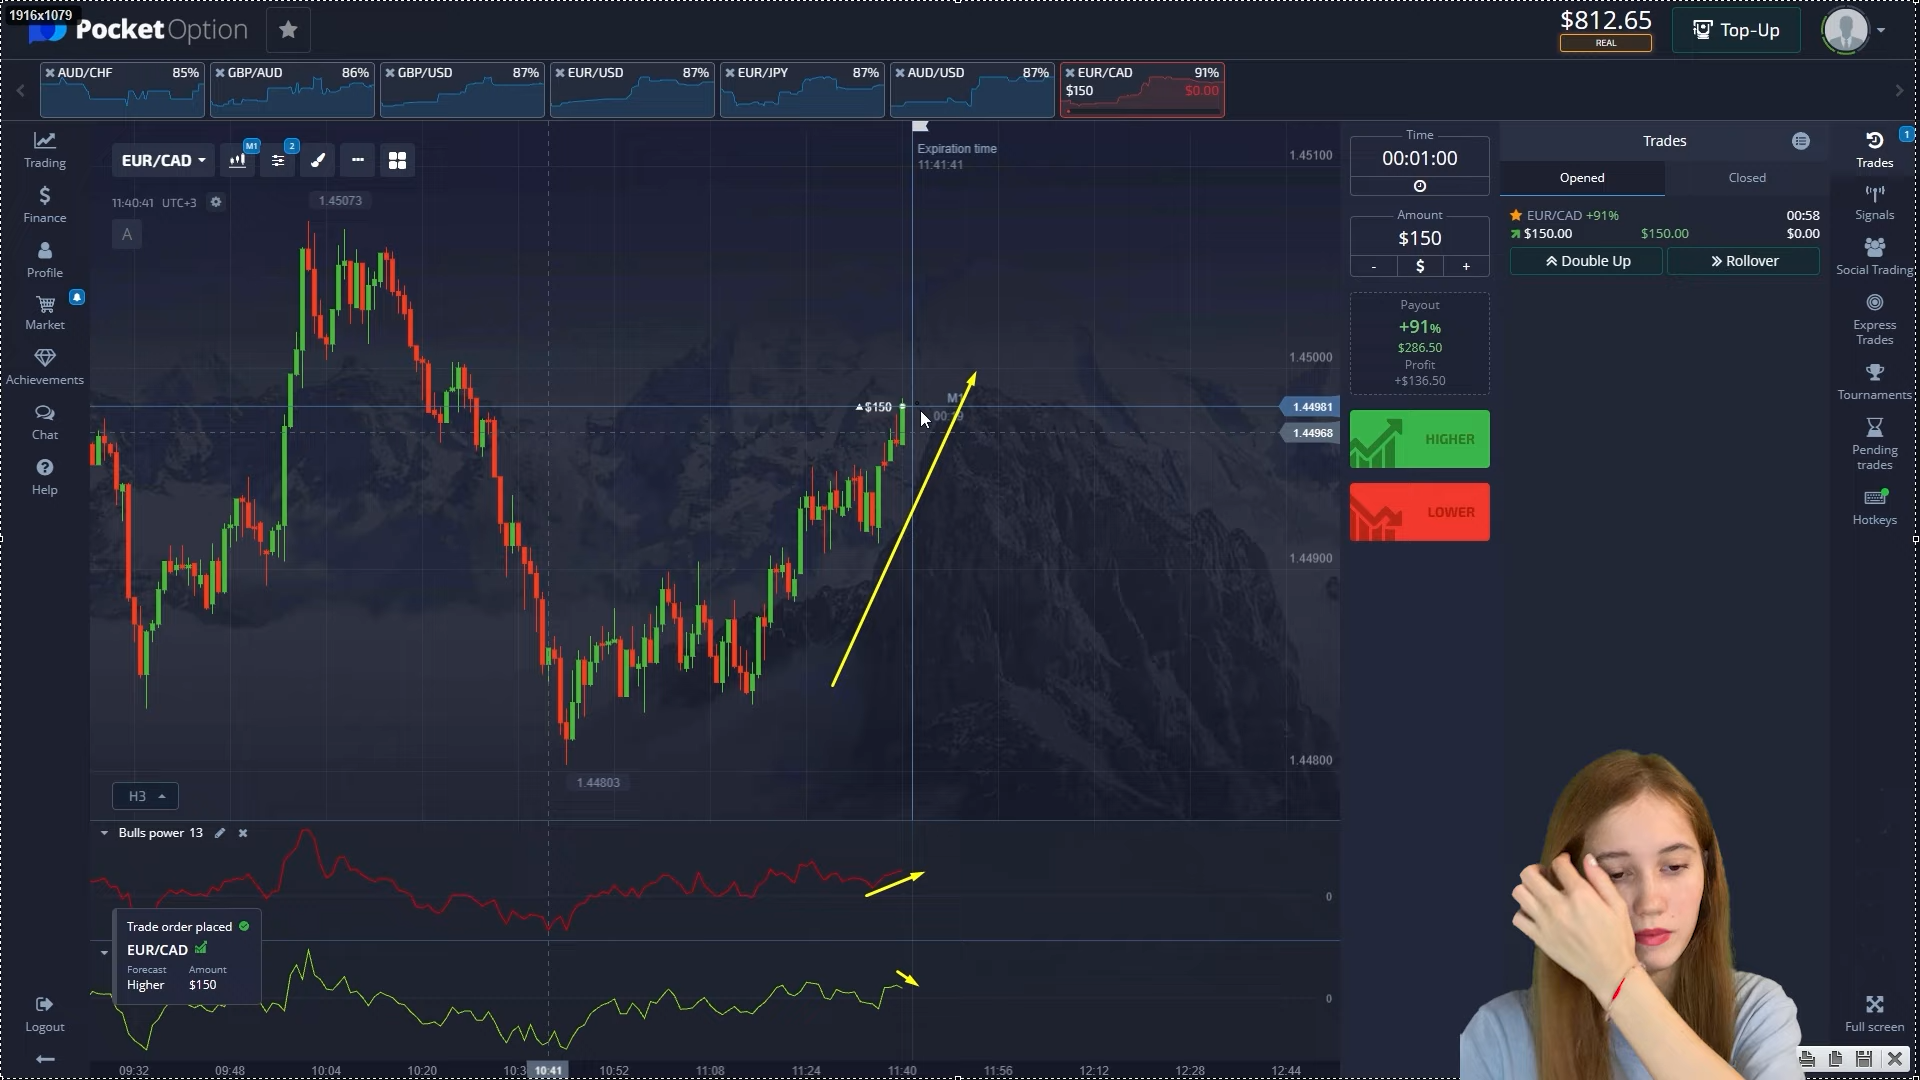 1916x1079
PocketOption
$812.65
REAL
Top-Up
AUD/CHF 85%
GBP/AUD 86%
GBP/USD 87%
EUR/USD 87%
EUR/JPY 87%
AUD/USD 87%
EUR/CAD 91%
$150 $0.00
Trading
Finance
Profile
Market
Achievements
Chat
Help
Logout
EUR/CAD
M1
2
11:40:41 UTC+3
A
1.45073
Expiration time
11:41:41
1.45100
1.45000
$150
M1
1.44981
1.44968
1.44900
1.44800
1.44803
H3
Bulls power 13
0
0
Trade order placed
EUR/CAD
Forecast Amount
Higher $150
09:32 09:48 10:04 10:20 10:3 10:41 10:52 11:08 11:24 11:40 11:56 12:12 12:28 12:44
Time
00:01:00
Amount
$150
- $ +
Payout
+91%
$286.50
Profit
+$136.50
HIGHER
LOWER
Trades
Opened Closed
EUR/CAD +91% 00:58
$150.00 $150.00 $0.00
Double Up Rollover
1
Trades
Signals
Social Trading
Express
Trades
Tournaments
Pending
trades
Hotkeys
Full screen